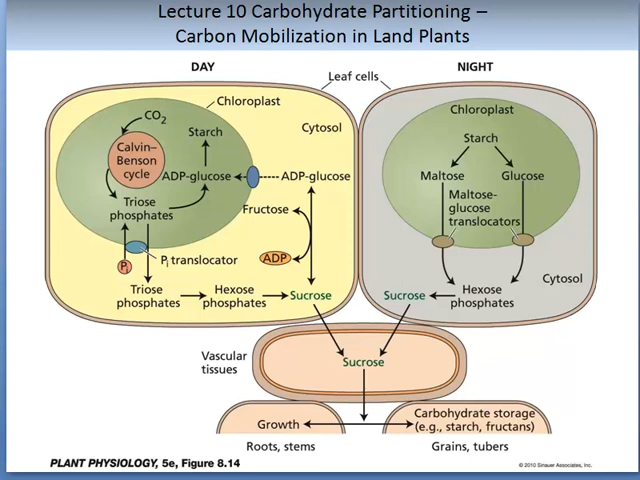 Lecture 10 Carbohydrate Partitioning –
Carbon Mobilization in Land Plants
DAY
NIGHT
Leaf cells
Chloroplast
CO2
Starch
Cytosol
Calvin–
Benson
cycle
ADP-glucose
ADP-glucose
Triose
phosphates
Fructose
ADP
Pi
Pi translocator
Triose
phosphates
Hexose
phosphates
Sucrose
Chloroplast
Starch
Maltose
Glucose
Maltose-
glucose
translocators
Cytosol
Sucrose
Hexose
phosphates
Vascular
tissues
Sucrose
Growth
Carbohydrate storage
(e.g., starch, fructans)
Roots, stems
Grains, tubers
PLANT PHYSIOLOGY, 5e, Figure 8.14
© 2010 Sinauer Associates, Inc.